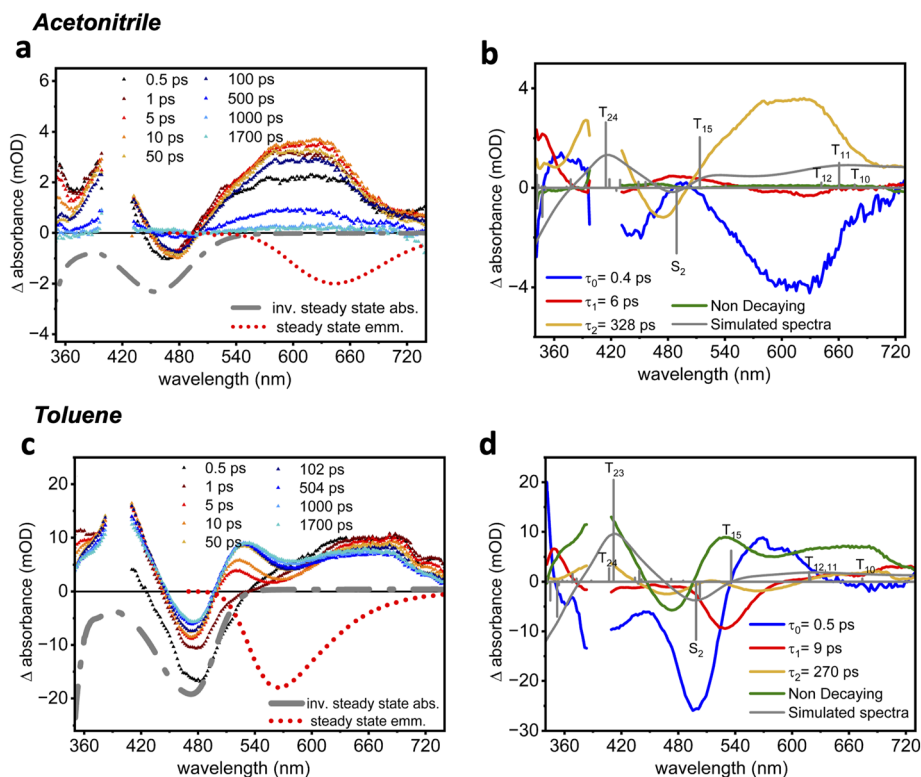 Acetonitrile
a
b
0.5 ps
1 ps
5 ps
10 ps
50 ps
100 ps
500 ps
1000 ps
1700 ps
inv. steady state abs.
steady state emm.
Δ absorbance (mOD)
6
4
2
0
−2
−4
360 420 480 540 600 660 720
wavelength (nm)
T24
T15
T11
T12
T10
S2
τ0= 0.4 ps
τ1= 6 ps
τ2= 328 ps
Non Decaying
Simulated spectra
Δ absorbance (mOD)
4
0
−4
360 420 480 540 600 660 720
wavelength (nm)
Toluene
c
d
0.5 ps
1 ps
5 ps
10 ps
50 ps
102 ps
504 ps
1000 ps
1700 ps
inv. steady state abs.
steady state emm.
Δ absorbance (mOD)
20
10
0
−10
−20
360 420 480 540 600 660 720
wavelength (nm)
T23
T24
T15
T12,11
T10
S2
τ0= 0.5 ps
τ1= 9 ps
τ2= 270 ps
Non Decaying
Simulated spectra
Δ absorbance (mOD)
20
10
0
−10
−20
−30
360 420 480 540 600 660 720
wavelength (nm)